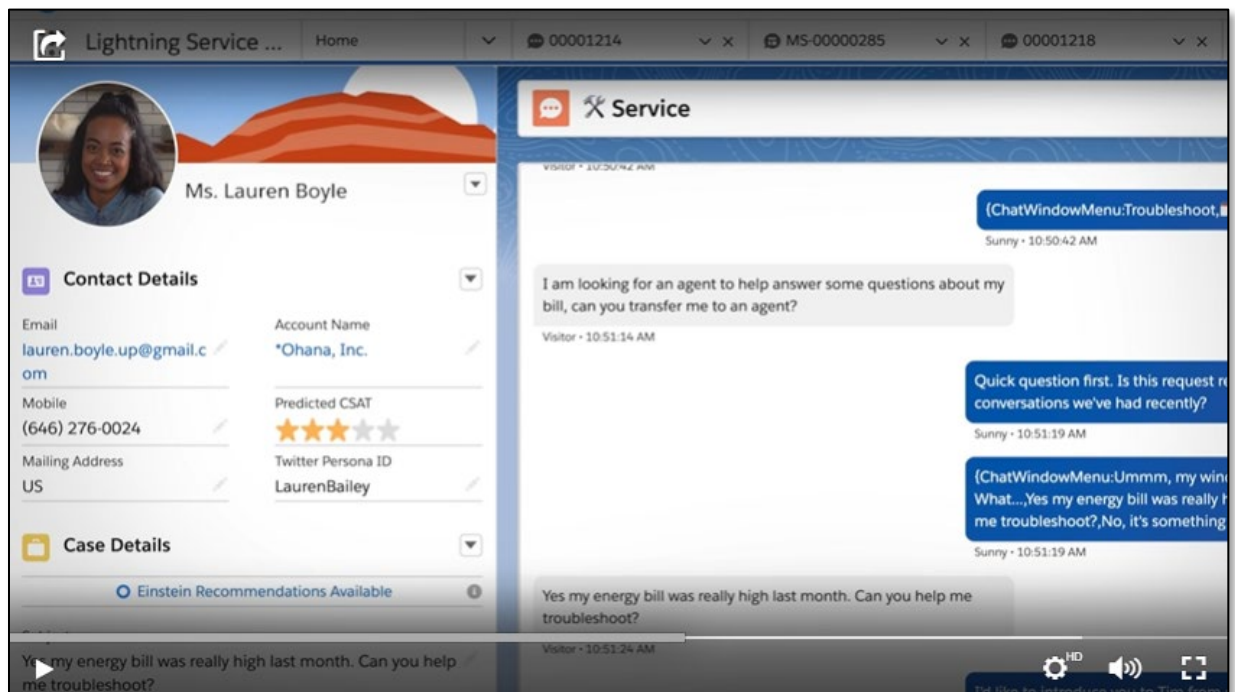 Lightning Service ...
Home
00001214
MS-00000285
00001218
Ms. Lauren Boyle
Contact Details
Email
lauren.boyle.up@gmail.c
om
Account Name
*Ohana, Inc.
Mobile
(646) 276-0024
Predicted CSAT
Mailing Address
US
Twitter Persona ID
LaurenBailey
Case Details
Einstein Recommendations Available
Yes my energy bill was really high last month. Can you help
me troubleshoot?
Service
Visitor • 10:50:42 AM
{ChatWindowMenu:Troubleshoot,
Sunny • 10:50:42 AM
I am looking for an agent to help answer some questions about my
bill, can you transfer me to an agent?
Visitor • 10:51:14 AM
Quick question first. Is this request re
conversations we've had recently?
Sunny • 10:51:19 AM
{ChatWindowMenu:Ummm, my win
What...,Yes my energy bill was really h
me troubleshoot?,No, it's something
Sunny • 10:51:19 AM
Yes my energy bill was really high last month. Can you help me
troubleshoot?
Visitor • 10:51:24 AM
HD